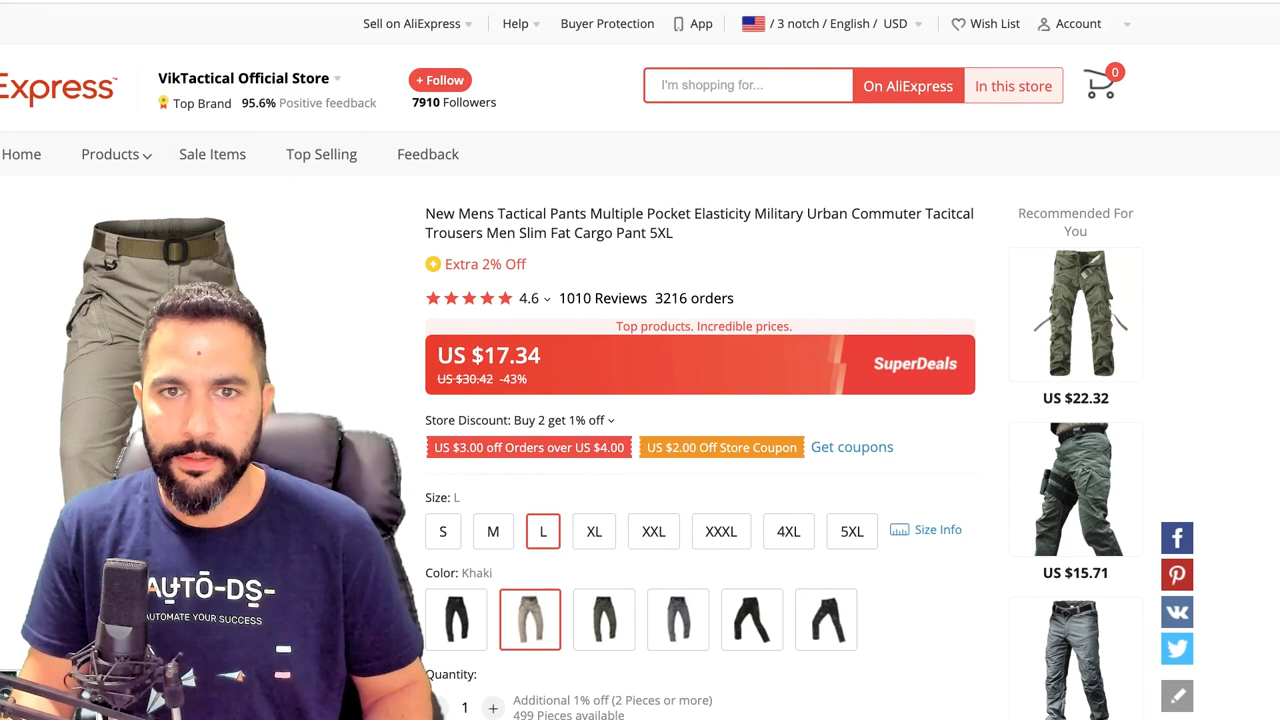 Sell on AliExpress
Help
Buyer Protection
App
/ 3 notch / English / USD
Wish List
Account
Express™
VikTactical Official Store
Top Brand 95.6% Positive feedback
+ Follow
7910 Followers
I'm shopping for...
On AliExpress
In this store
0
Home
Products
Sale Items
Top Selling
Feedback
New Mens Tactical Pants Multiple Pocket Elasticity Military Urban Commuter Tacitcal
Trousers Men Slim Fat Cargo Pant 5XL
Extra 2% Off
4.6 1010 Reviews 3216 orders
Top products. Incredible prices.
US $17.34
US $30.42 -43%
SuperDeals
Store Discount: Buy 2 get 1% off
US $3.00 off Orders over US $4.00
US $2.00 Off Store Coupon
Get coupons
Size: L
S
M
L
XL
XXL
XXXL
4XL
5XL
Size Info
Color: Khaki
Quantity:
1 +
Additional 1% off (2 Pieces or more)
499 Pieces available
Recommended For
You
US $22.32
US $15.71
AUTO-DS-
AUTOMATE YOUR SUCCESS